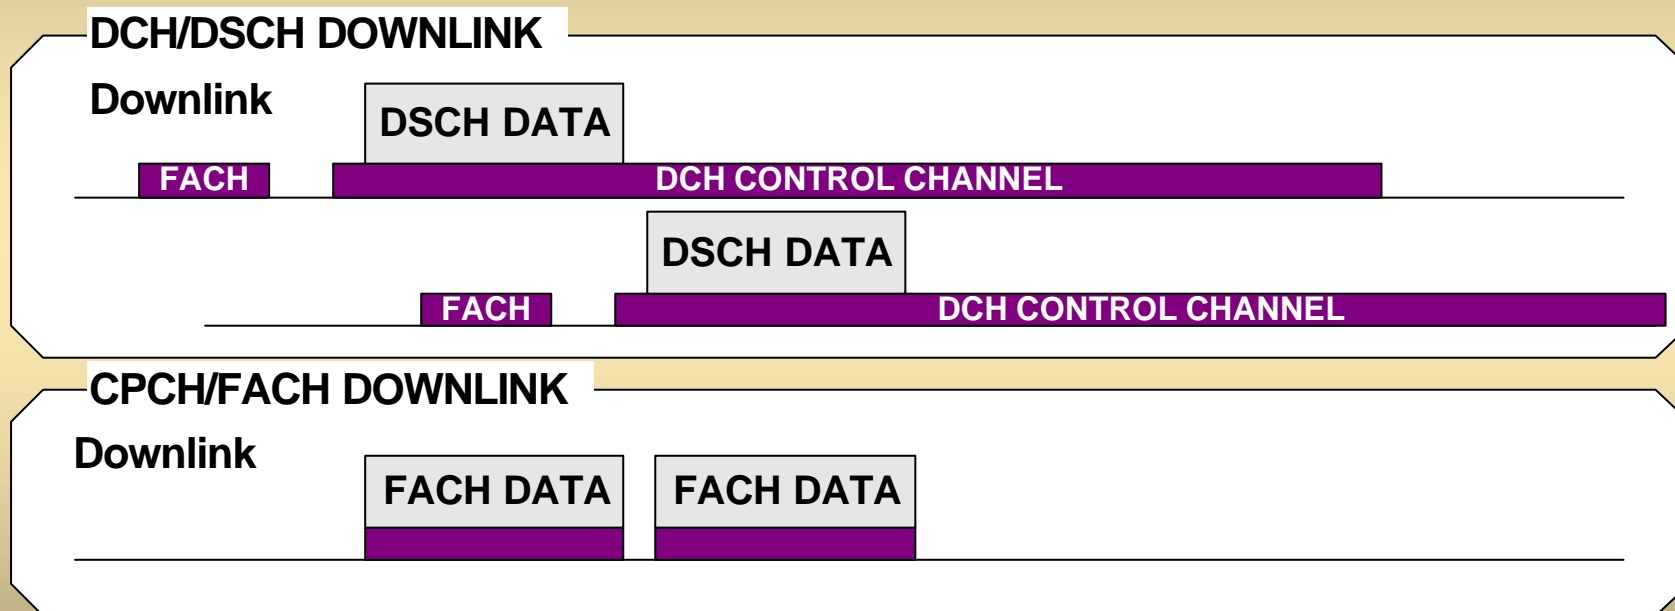 DCH/DSCH DOWNLINK
Downlink
DSCH DATA
FACH
DCH CONTROL CHANNEL
DSCH DATA
FACH
DCH CONTROL CHANNEL
CPCH/FACH DOWNLINK
Downlink
FACH DATA
FACH DATA